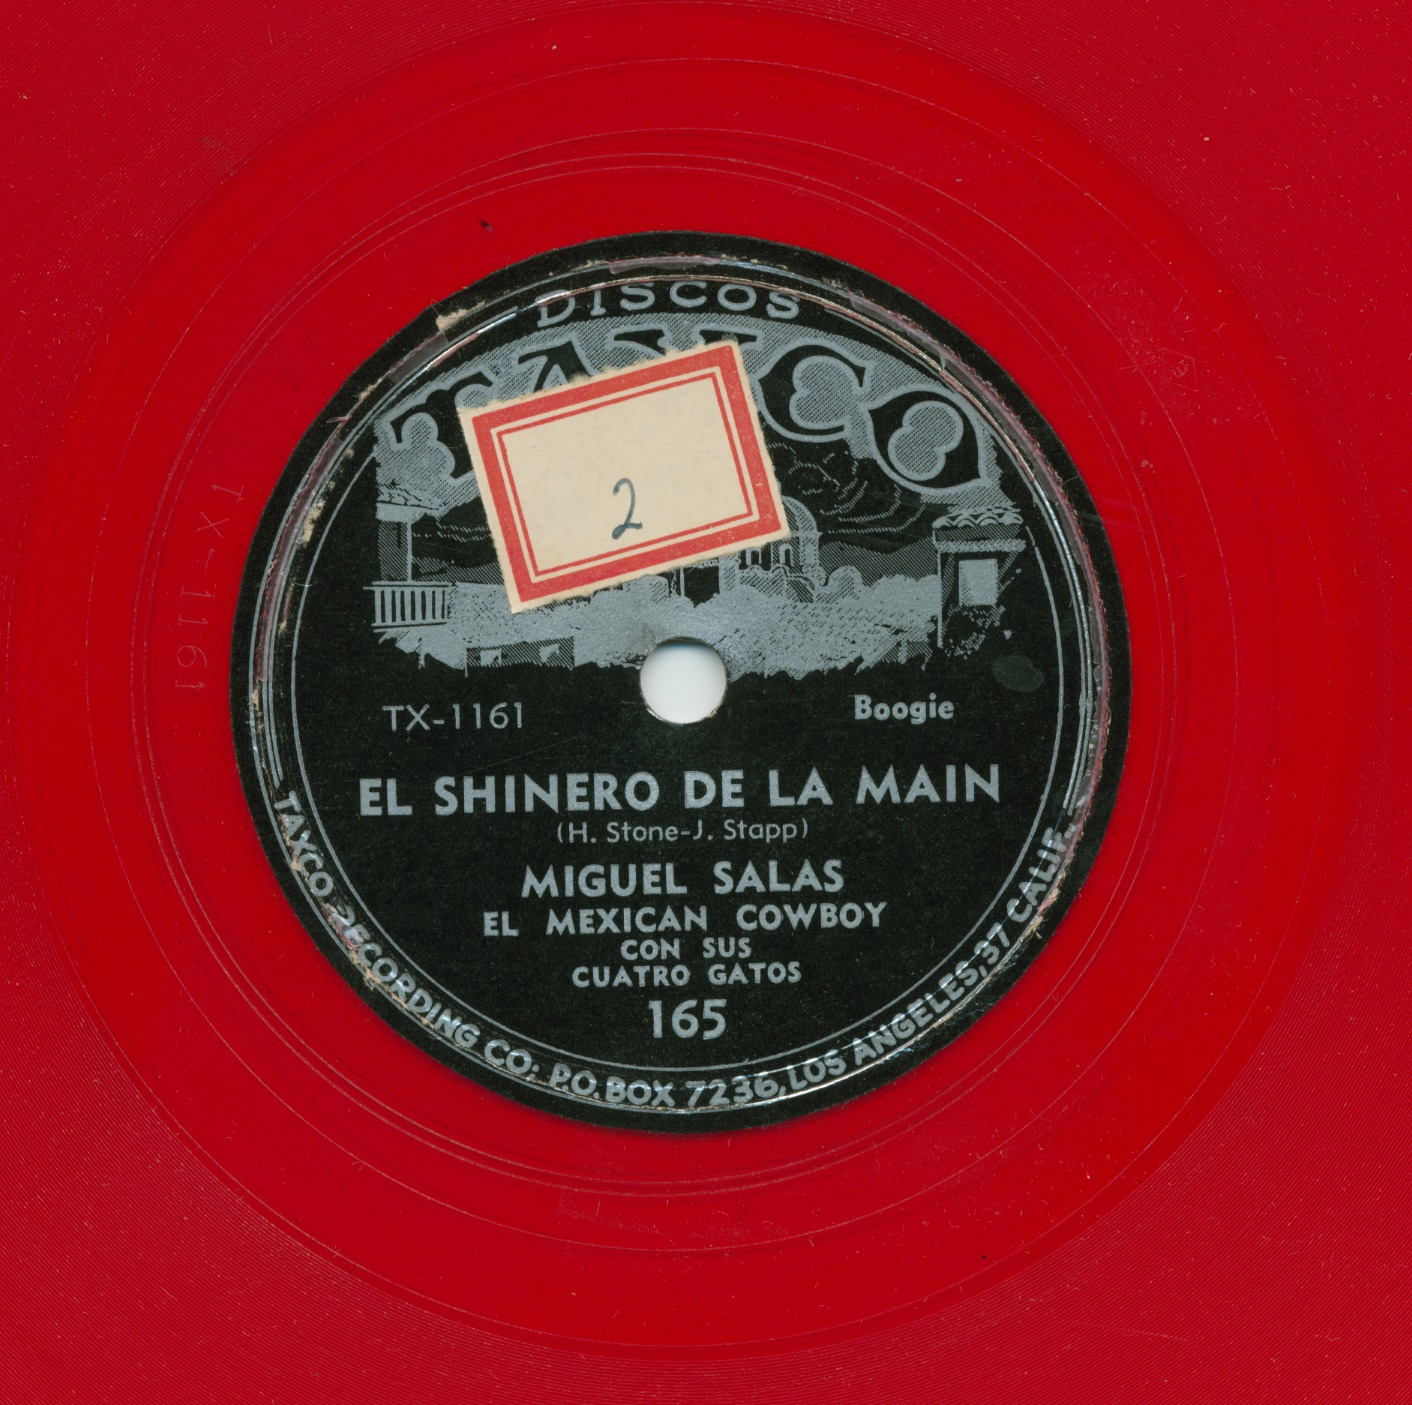 DISCOS
TAXCO
2
TX-1161
Boogie
EL SHINERO DE LA MAIN
(H. Stone-J. Stapp)
MIGUEL SALAS
EL MEXICAN COWBOY
CON SUS
CUATRO GATOS
165
TAXCO RECORDING CO: P.O. BOX 7236, LOS ANGELES, 37 CALIF.
TX-1161